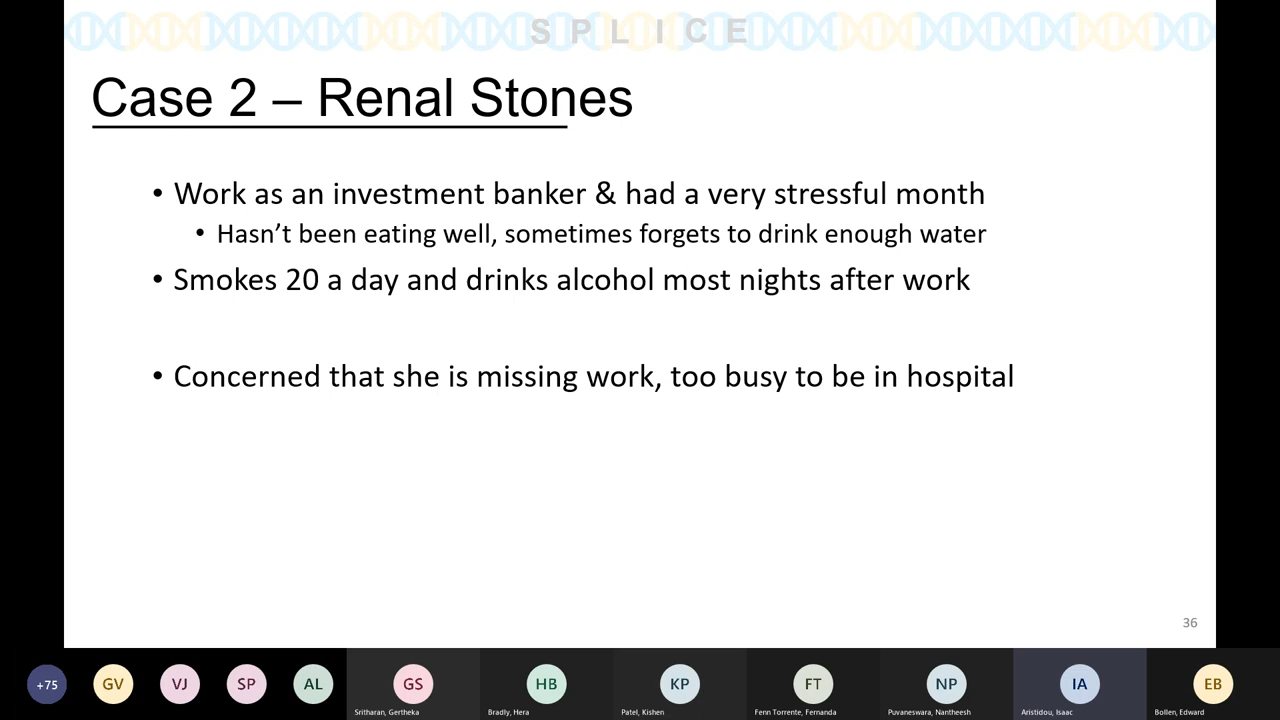 S P L I C E
Case 2 – Renal Stones
• Work as an investment banker & had a very stressful month
• Hasn’t been eating well, sometimes forgets to drink enough water
• Smokes 20 a day and drinks alcohol most nights after work
• Concerned that she is missing work, too busy to be in hospital
36
+75 GV VJ SP AL GS HB KP FT NP IA EB
Sritharan, Gertheka Bradly, Hera Patel, Kishen Fenn Torrente, Fernanda Puvaneswara, Nantheesh Aristidou, Isaac Bollen, Edward